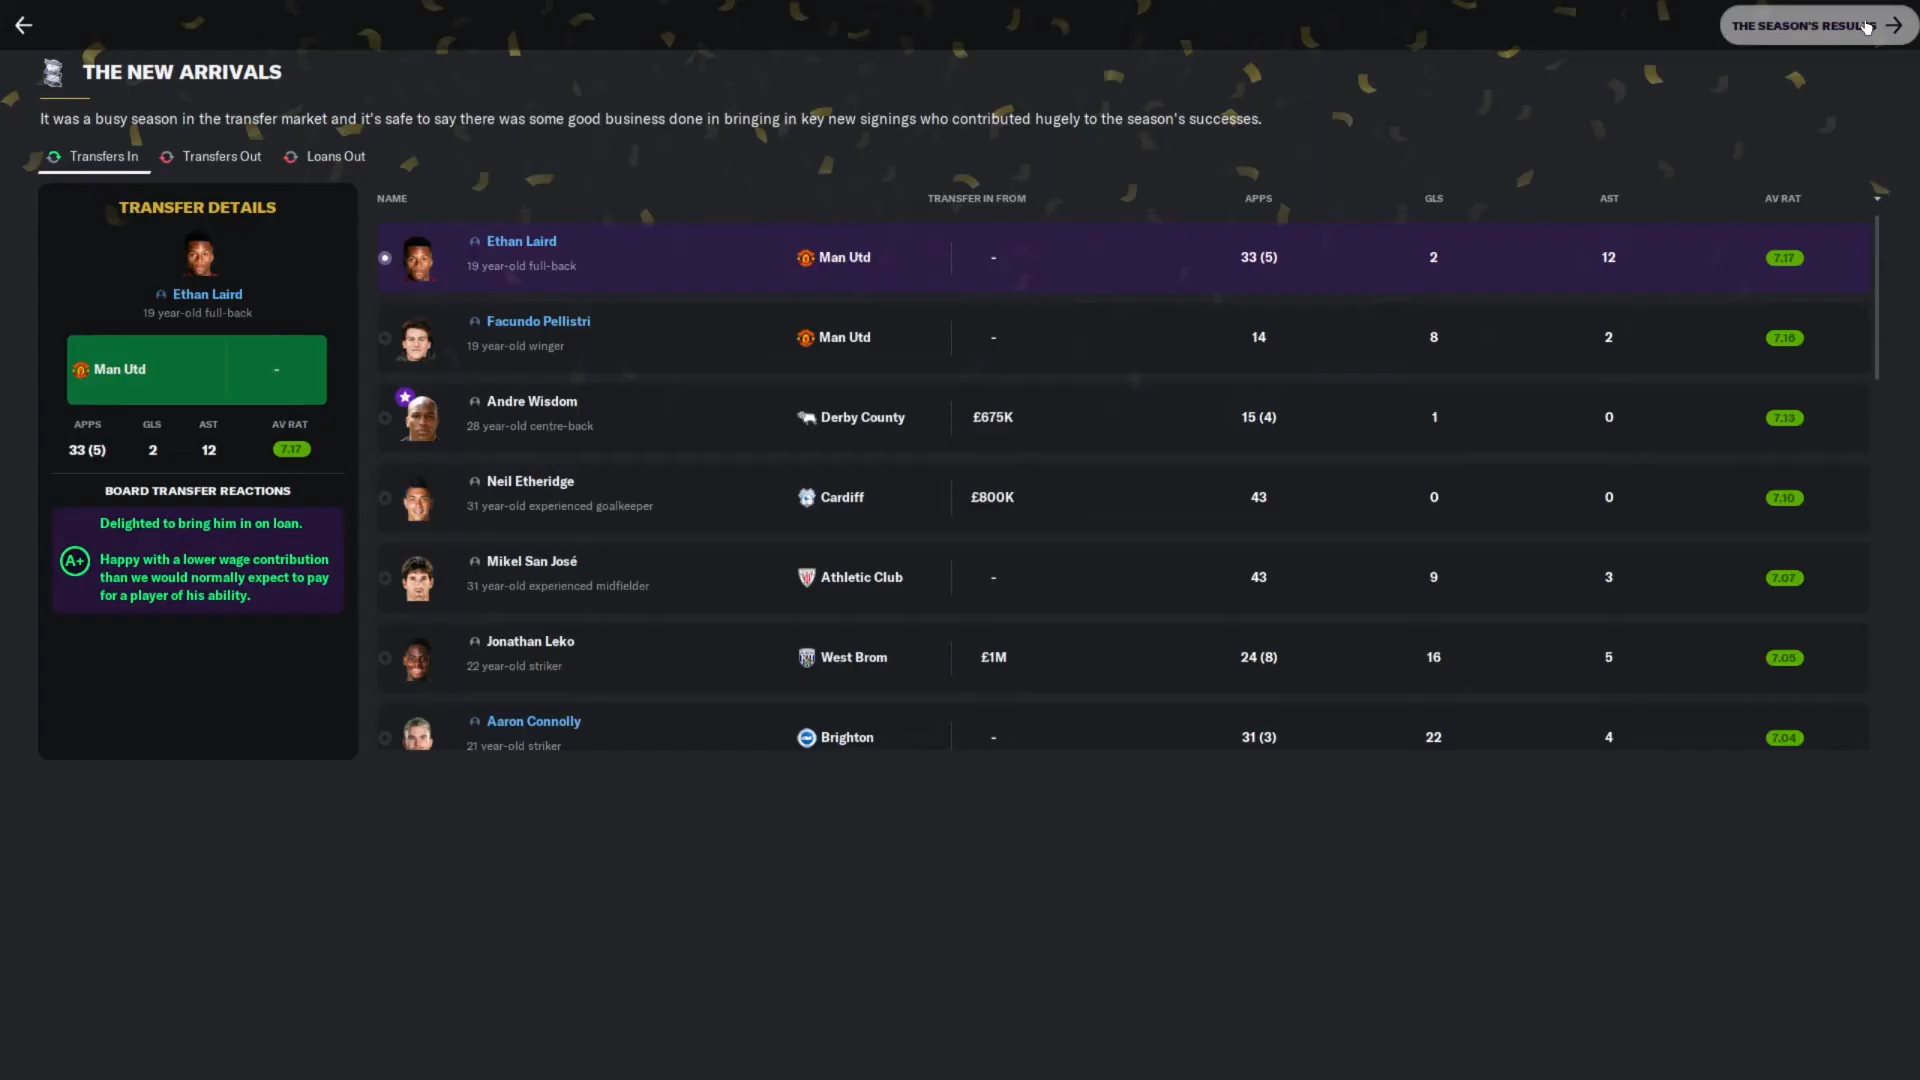 THE SEASON'S RESULTS
THE NEW ARRIVALS
It was a busy season in the transfer market and it's safe to say there was some good business done in bringing in key new signings who contributed hugely to the season's successes.
Transfers In Transfers Out Loans Out
TRANSFER DETAILS
Ethan Laird
19 year-old full-back
Man Utd -
APPS GLS AST AV RAT
33 (5) 2 12 7.17
BOARD TRANSFER REACTIONS
A+
Delighted to bring him in on loan.
Happy with a lower wage contribution
than we would normally expect to pay
for a player of his ability.
NAME TRANSFER IN FROM APPS GLS AST AV RAT
Ethan Laird
19 year-old full-back
Man Utd - 33 (5) 2 12 7.17
Facundo Pellistri
19 year-old winger
Man Utd - 14 8 2 7.16
Andre Wisdom
28 year-old centre-back
Derby County £675K 15 (4) 1 0 7.13
Neil Etheridge
31 year-old experienced goalkeeper
Cardiff £800K 43 0 0 7.10
Mikel San José
31 year-old experienced midfielder
Athletic Club - 43 9 3 7.07
Jonathan Leko
22 year-old striker
West Brom £1M 24 (8) 16 5 7.05
Aaron Connolly
21 year-old striker
Brighton - 31 (3) 22 4 7.04